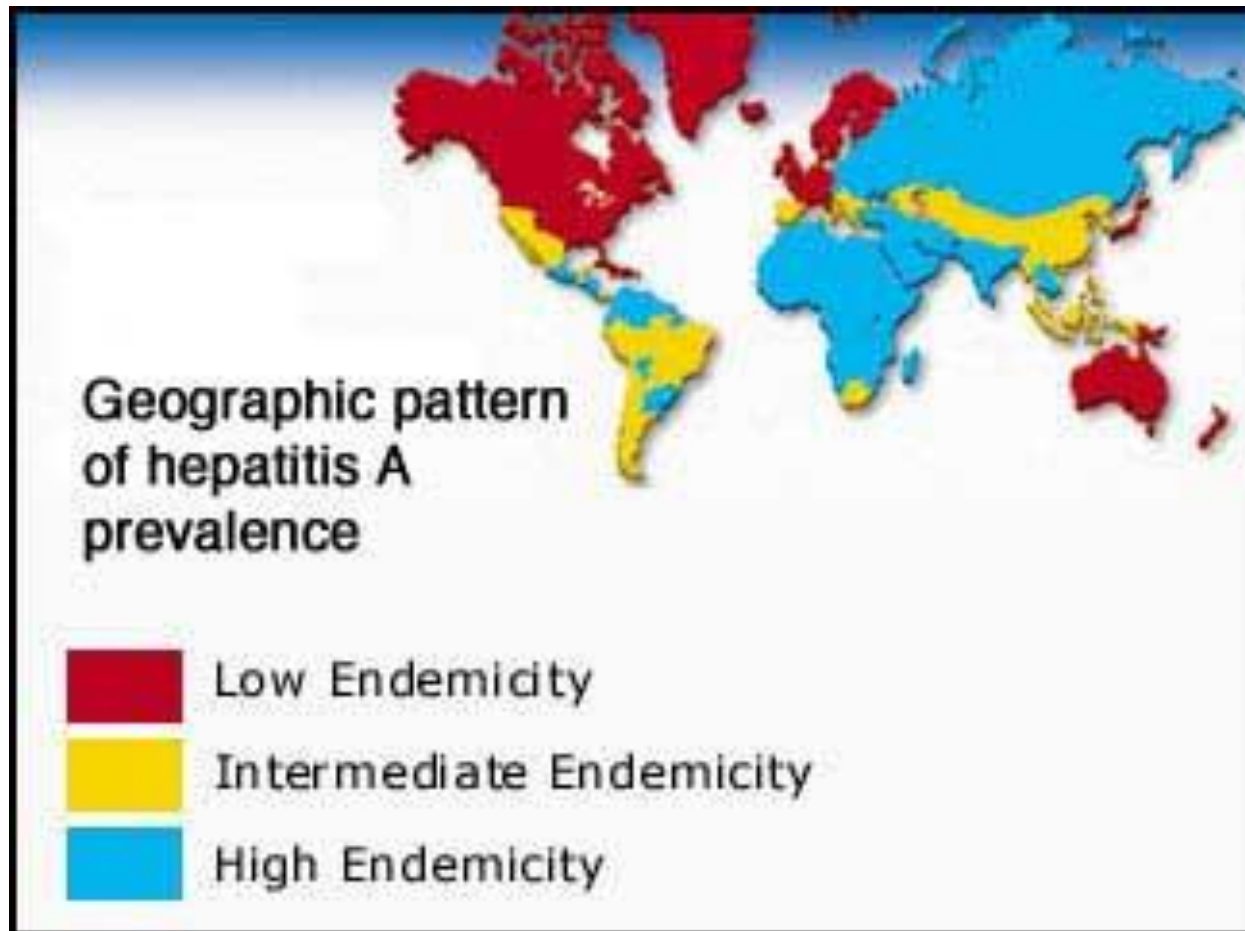 Geographic pattern
of hepatitis A
prevalence
Low Endemicity
Intermediate Endemicity
High Endemicity